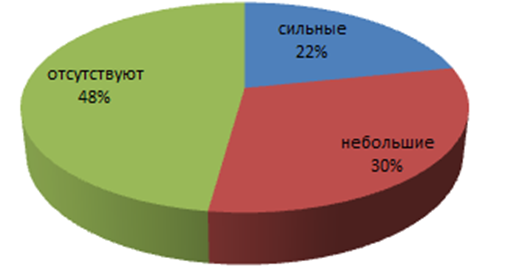 сильные
22%
отсутствуют
48%
небольшие
30%